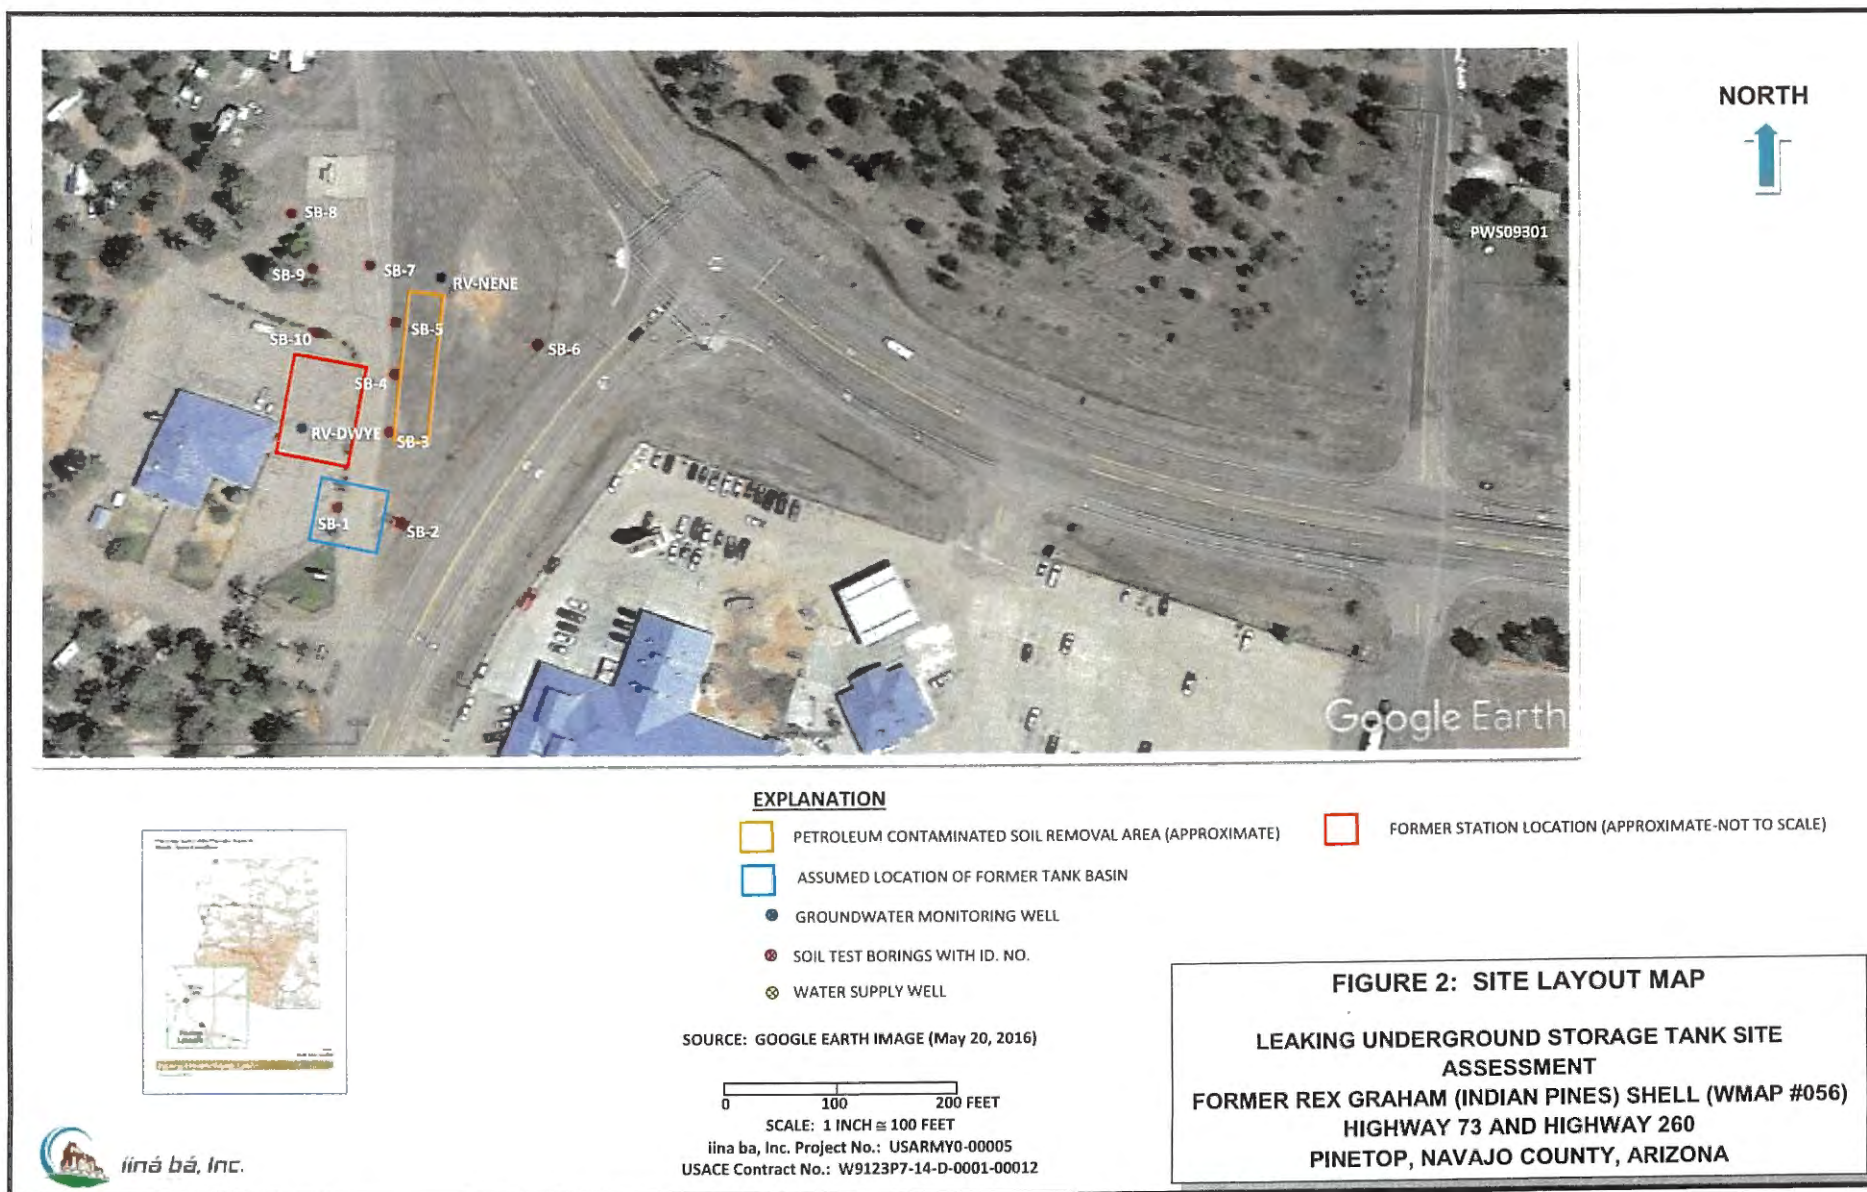 NORTH
PWS09301
SB-8
SB-9
SB-7
RV-NENE
SB-5
SB-10
SB-6
SB-4
RV-DWYE
SB-3
SB-1
SB-2
Google Earth
EXPLANATION
PETROLEUM CONTAMINATED SOIL REMOVAL AREA (APPROXIMATE)
FORMER STATION LOCATION (APPROXIMATE-NOT TO SCALE)
ASSUMED LOCATION OF FORMER TANK BASIN
GROUNDWATER MONITORING WELL
SOIL TEST BORINGS WITH ID. NO.
WATER SUPPLY WELL
SOURCE: GOOGLE EARTH IMAGE (May 20, 2016)
0 100 200 FEET
SCALE: 1 INCH ≅ 100 FEET
iina ba, Inc. Project No.: USARMY0-00005
USACE Contract No.: W9123P7-14-D-0001-00012
iiná bá, Inc.
FIGURE 2: SITE LAYOUT MAP
LEAKING UNDERGROUND STORAGE TANK SITE
ASSESSMENT
FORMER REX GRAHAM (INDIAN PINES) SHELL (WMAP #056)
HIGHWAY 73 AND HIGHWAY 260
PINETOP, NAVAJO COUNTY, ARIZONA